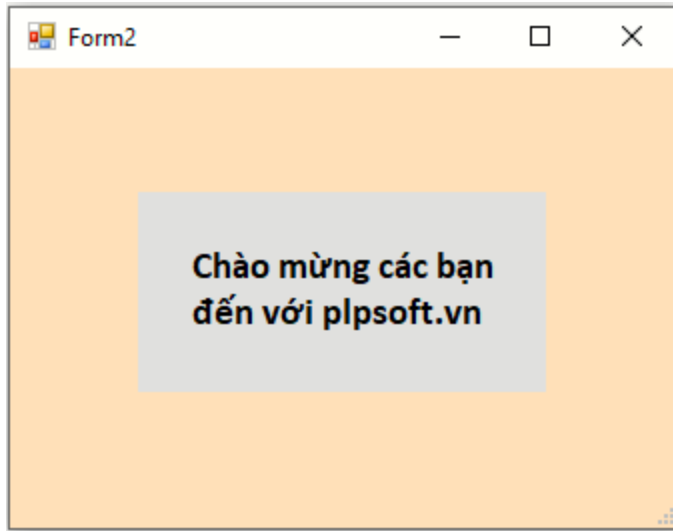 Form2
Chào mừng các bạn
đến với plpsoft.vn